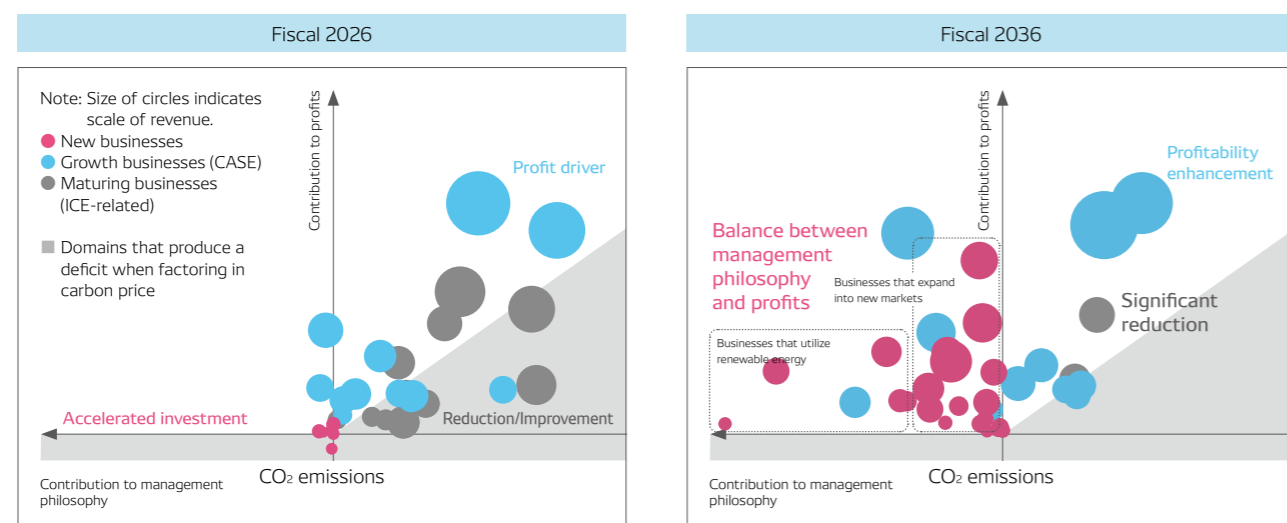 Fiscal 2026
Note: Size of circles indicates
scale of revenue.
New businesses
Growth businesses (CASE)
Maturing businesses
(ICE-related)
Domains that produce a
deficit when factoring in
carbon price
Contribution to profits
Profit driver
Accelerated investment
Reduction/Improvement
CO2 emissions
Contribution to management
philosophy
Fiscal 2036
Contribution to profits
Profitability
enhancement
Balance between
management
philosophy
and profits
Businesses that expand
into new markets
Significant
reduction
Businesses that utilize
renewable energy
CO2 emissions
Contribution to management
philosophy